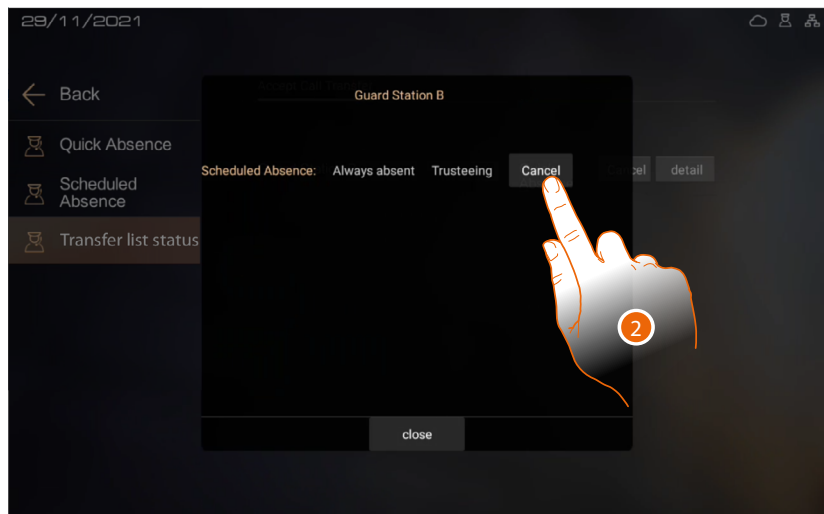 29/11/2021
Back
Guard Station B
Quick Absence
Scheduled Absence: Always absent Trusteeing Cancel
detail
Scheduled
Absence
Transfer list status
2
close